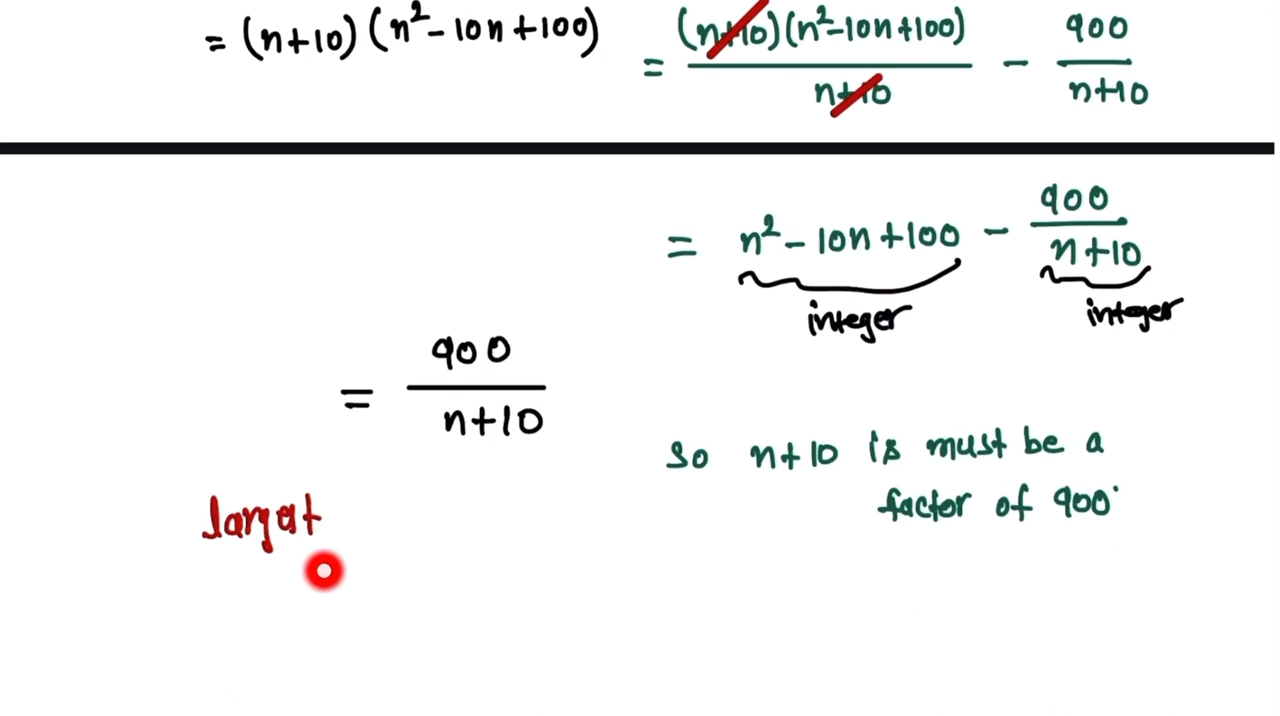 = (n+10) (n² - 10n + 100)
= (n+10)(n²-10n+100) / n+10 - 900 / n+10
= n² - 10n + 100 - 900 / n+10
integer integer
= 900 / n+10
So n+10 is must be a
factor of 900
largest